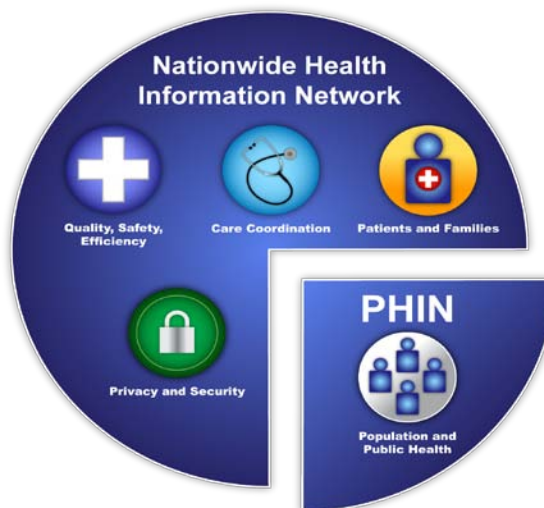 Nationwide Health
Information Network
Quality, Safety,
Efficiency
Care Coordination
Patients and Families
Privacy and Security
PHIN
Population and
Public Health